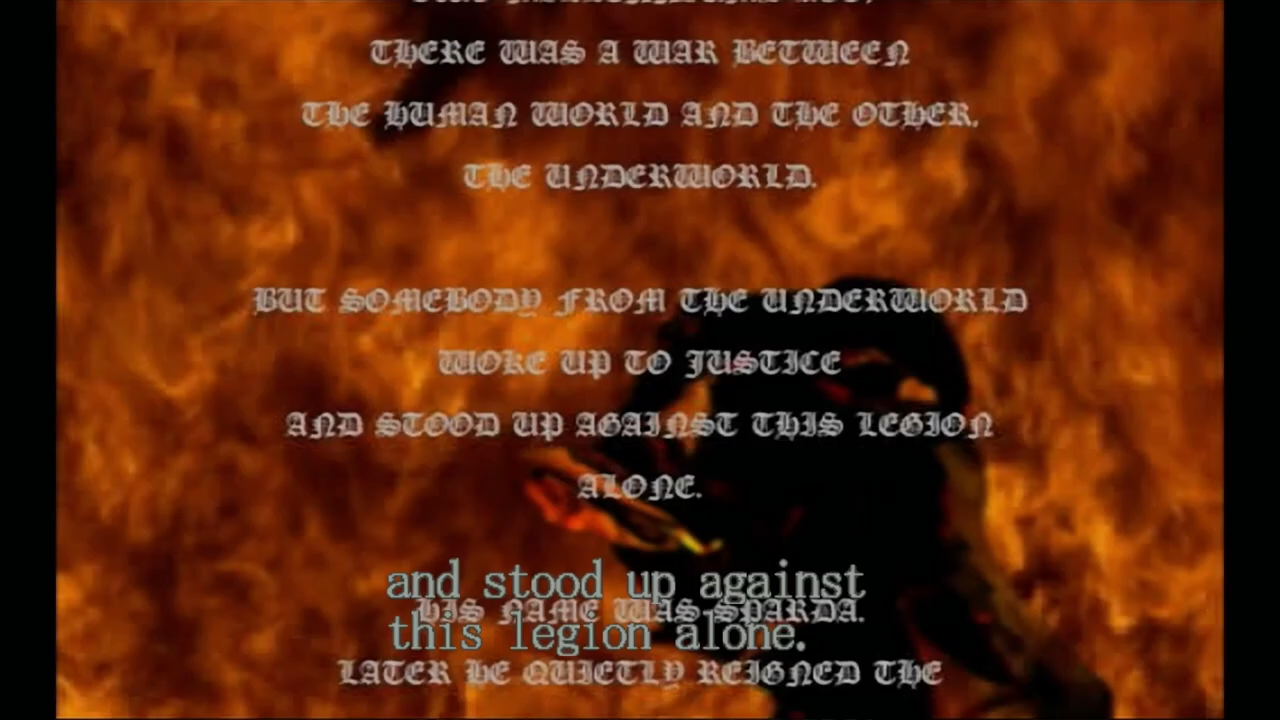 THERE WAS A WAR BETWEEN
THE HUMAN WORLD AND THE OTHER,
THE UNDERWORLD.
BUT SOMEBODY FROM THE UNDERWORLD
WOKE UP TO JUSTICE
AND STOOD UP AGAINST THIS LEGION
ALONE.
and stood up against
HIS NAME WAS SPARDA.
this legion alone.
LATER HE QUIETLY REIGNED THE